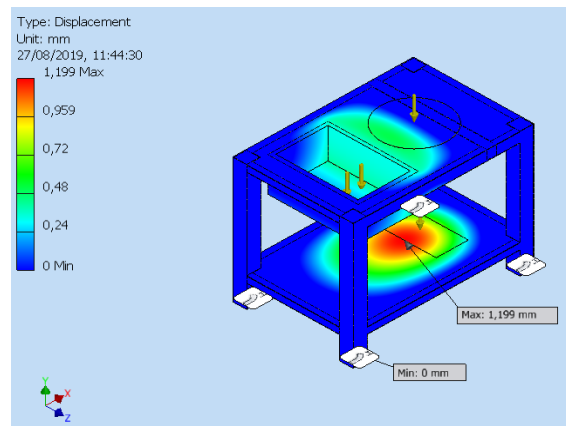 Type: Displacement
Unit: mm
27/08/2019, 11:44:30
1,199 Max
0,959
0,72
0,48
0,24
0 Min
Max: 1,199 mm
Min: 0 mm
Y
X
Z